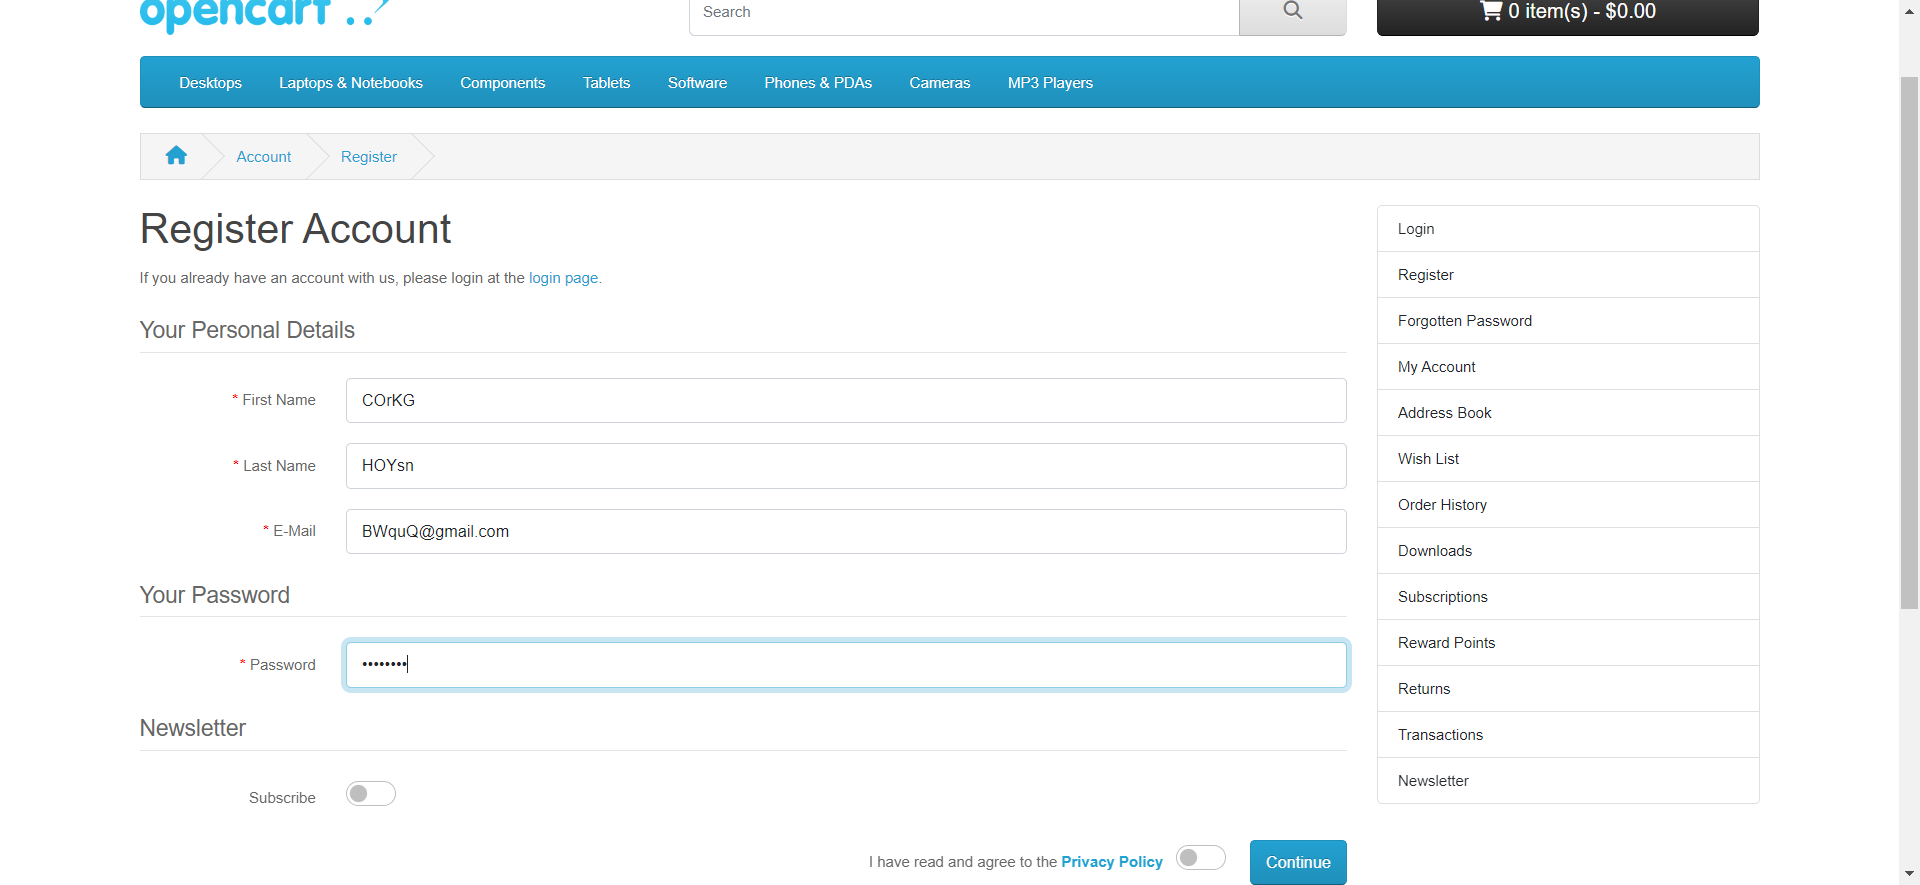 opencart
Search
0 item(s) - $0.00
Desktops Laptops & Notebooks Components Tablets Software Phones & PDAs Cameras MP3 Players
Account Register
Register Account
If you already have an account with us, please login at the login page.
Your Personal Details
* First Name COrKG
* Last Name HOYsn
* E-Mail BWquQ@gmail.com
Your Password
* Password ••••••••
Newsletter
Subscribe
I have read and agree to the Privacy Policy Continue
Login
Register
Forgotten Password
My Account
Address Book
Wish List
Order History
Downloads
Subscriptions
Reward Points
Returns
Transactions
Newsletter